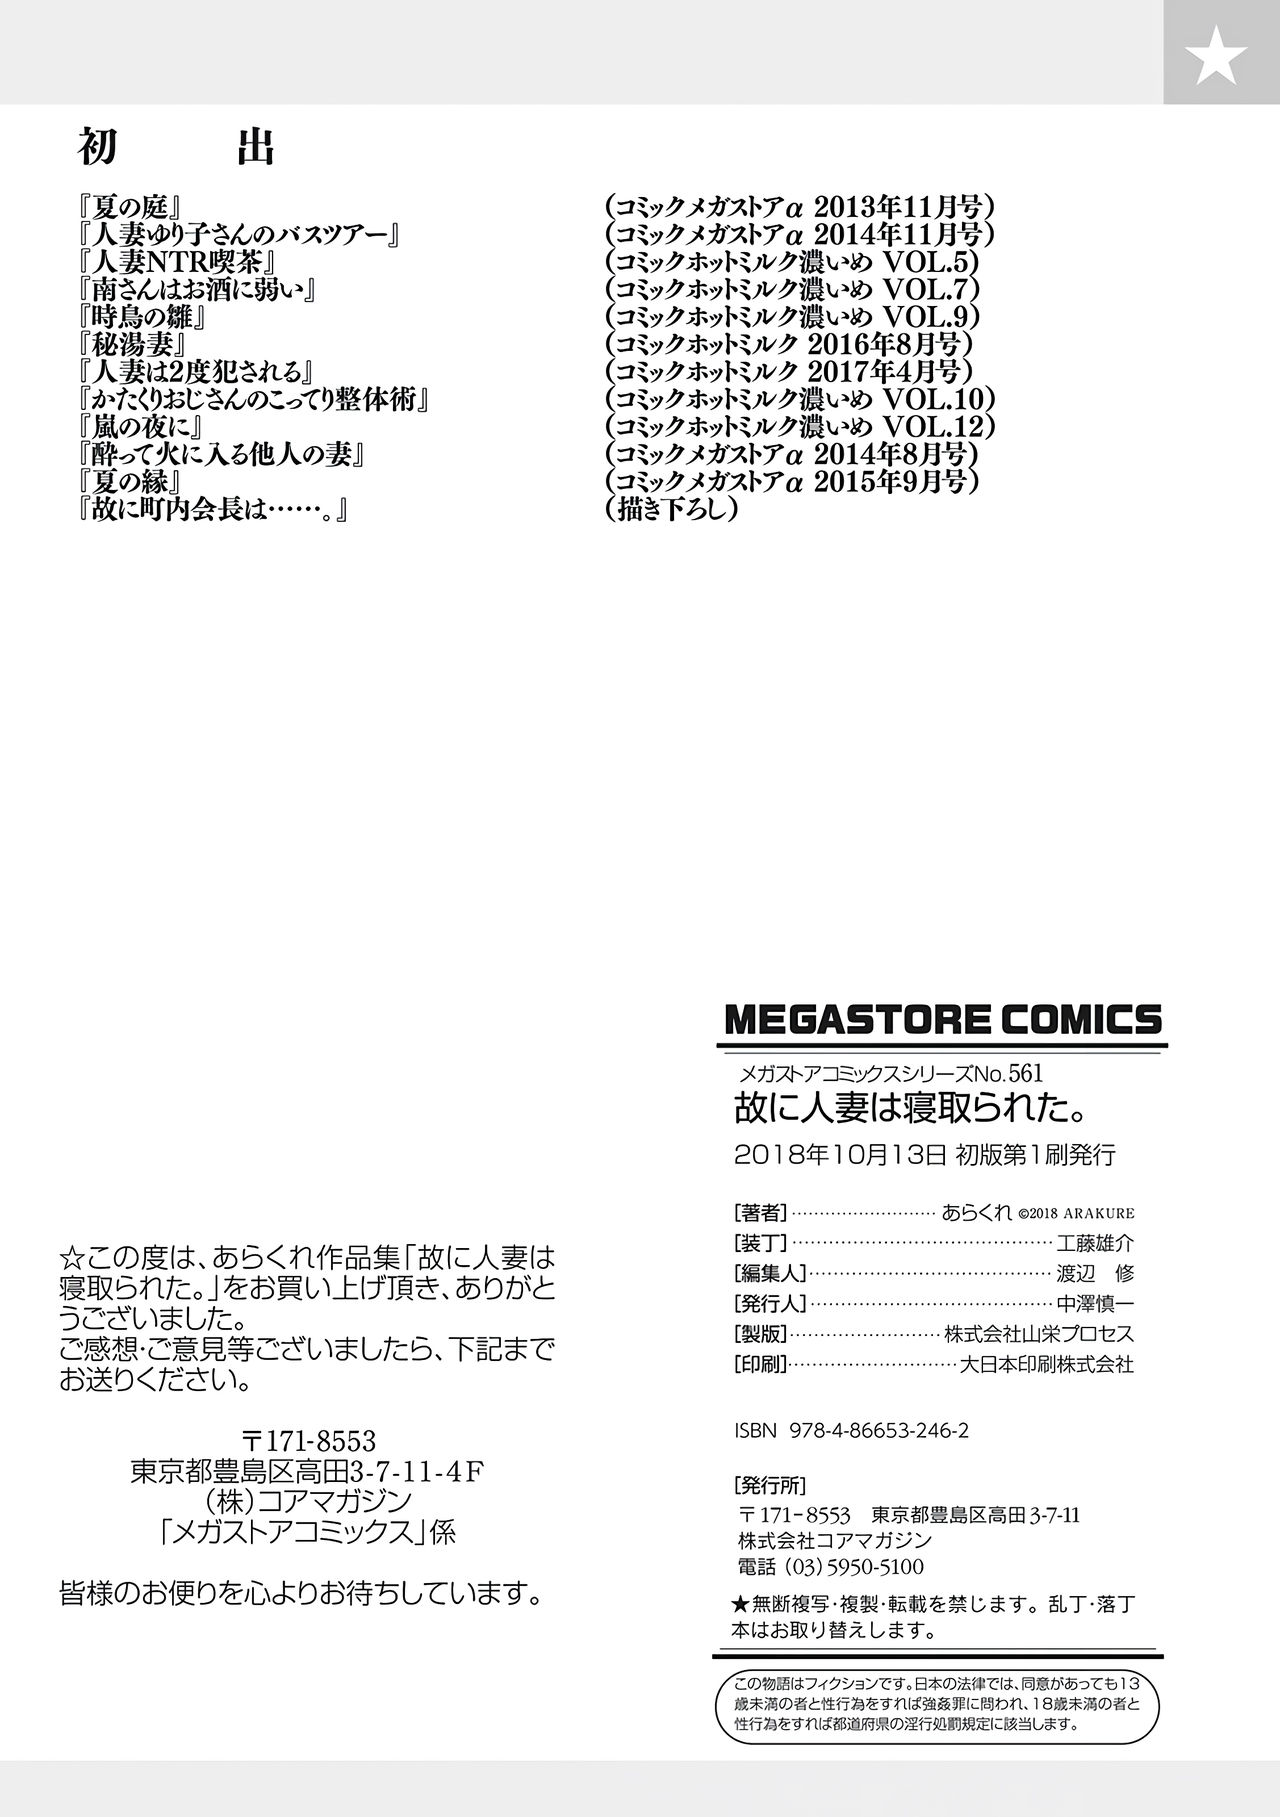 初　出
『夏の庭』 （コミックメガストアα 2013年11月号）
『人妻ゆり子さんのバスツアー』 （コミックメガストアα 2014年11月号）
『人妻NTR喫茶』 （コミックホットミルク濃いめ VOL.5）
『南さんはお酒に弱い』 （コミックホットミルク濃いめ VOL.7）
『時鳥の雛』 （コミックホットミルク濃いめ VOL.9）
『秘湯妻』 （コミックホットミルク 2016年8月号）
『人妻は2度犯される』 （コミックホットミルク 2017年4月号）
『かたくりおじさんのこってり整体術』 （コミックホットミルク濃いめ VOL.10）
『嵐の夜に』 （コミックホットミルク濃いめ VOL.12）
『酔って火に入る他人の妻』 （コミックメガストアα 2014年8月号）
『夏の縁』 （コミックメガストアα 2015年9月号）
『故に町内会長は……。』 （描き下ろし）
☆この度は、あらくれ作品集「故に人妻は
寝取られた。」をお買い上げ頂き、ありがと
うございました。
ご感想・ご意見等ございましたら、下記まで
お送りください。
〒171-8553
東京都豊島区高田3-7-11-4F
（株）コアマガジン
「メガストアコミックス」係
皆様のお便りを心よりお待ちしています。
MEGASTORE COMICS
メガストアコミックスシリーズNo.561
故に人妻は寝取られた。
2018年10月13日 初版第1刷発行
[著者]………………………あらくれ ©2018 ARAKURE
[装丁]………………………工藤雄介
[編集人]………………………渡辺　修
[発行人]………………………中澤慎一
[製版]………………………株式会社山栄プロセス
[印刷]………………………大日本印刷株式会社
ISBN 978-4-86653-246-2
[発行所]
〒171-8553　東京都豊島区高田3-7-11
株式会社コアマガジン
電話（03）5950-5100
★無断複写・複製・転載を禁じます。乱丁・落丁
本はお取り替えします。
この物語はフィクションです。日本の法律では、同意があっても13
歳未満の者と性行為をすれば強姦罪に問われ、18歳未満の者と
性行為をすれば都道府県の淫行処罰規定に該当します。